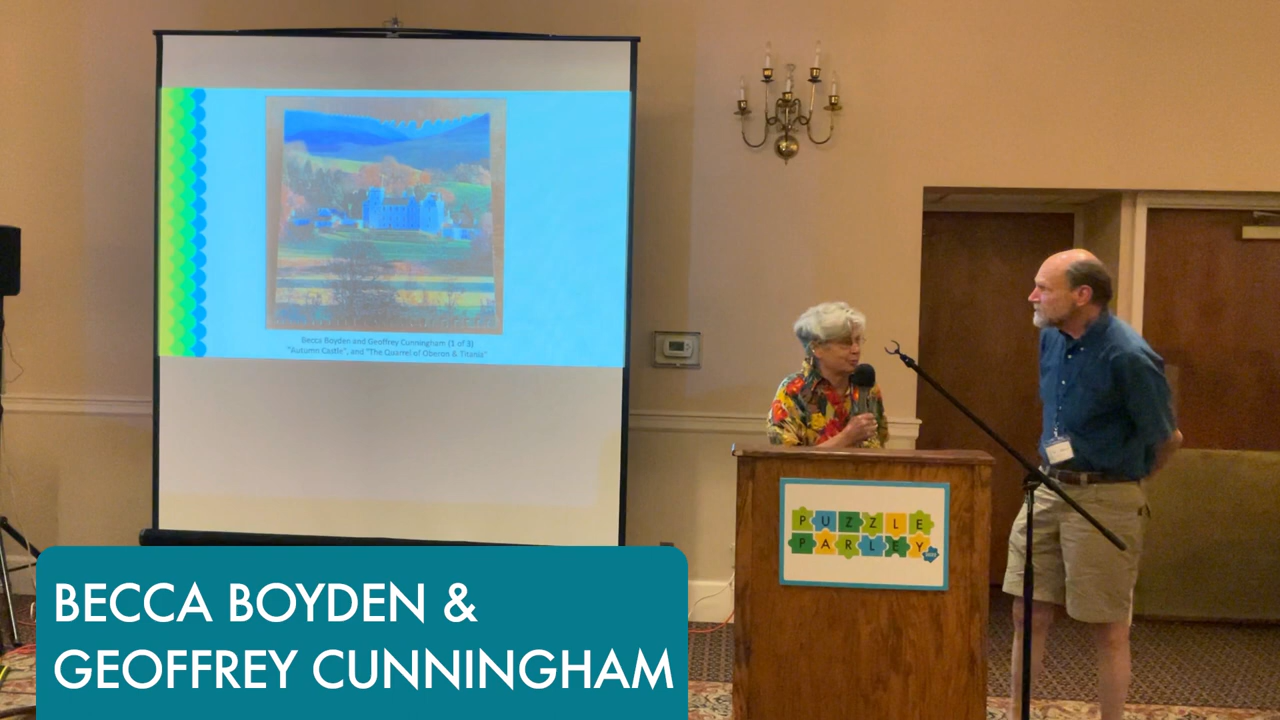 Becca Boyden and Geoffrey Cunningham (1 of 3)
"Autumn Castle", and "The Quarrel of Oberon & Titania"
PUZZLE
PARLEY
BECCA BOYDEN &
GEOFFREY CUNNINGHAM